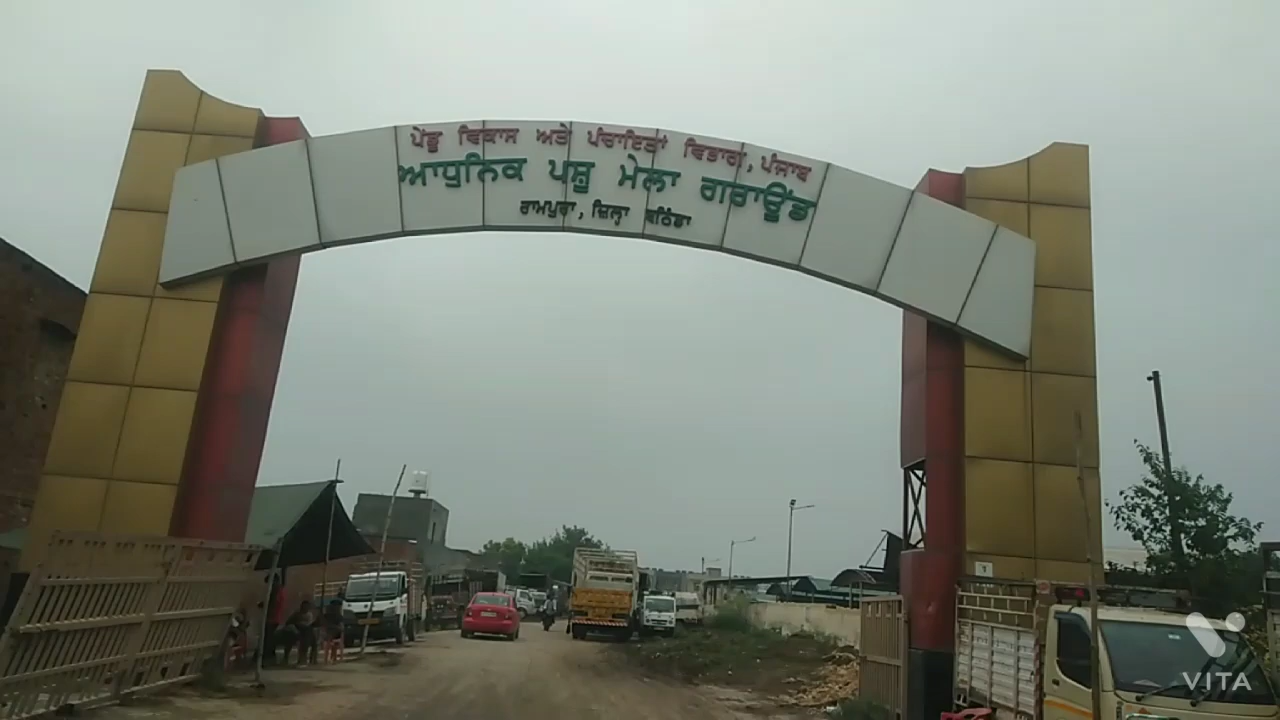 ਪੇਂਡੂ ਵਿਕਾਸ ਅਤੇ ਪੰਚਾਇਤਾਂ ਵਿਭਾਗ, ਪੰਜਾਬ
ਆਧੁਨਿਕ ਪਸ਼ੂ ਮੇਲਾ ਗਰਾਊਂਡ
ਰਾਮਪੁਰਾ, ਜ਼ਿਲ੍ਹਾ ਬਠਿੰਡਾ
VITA